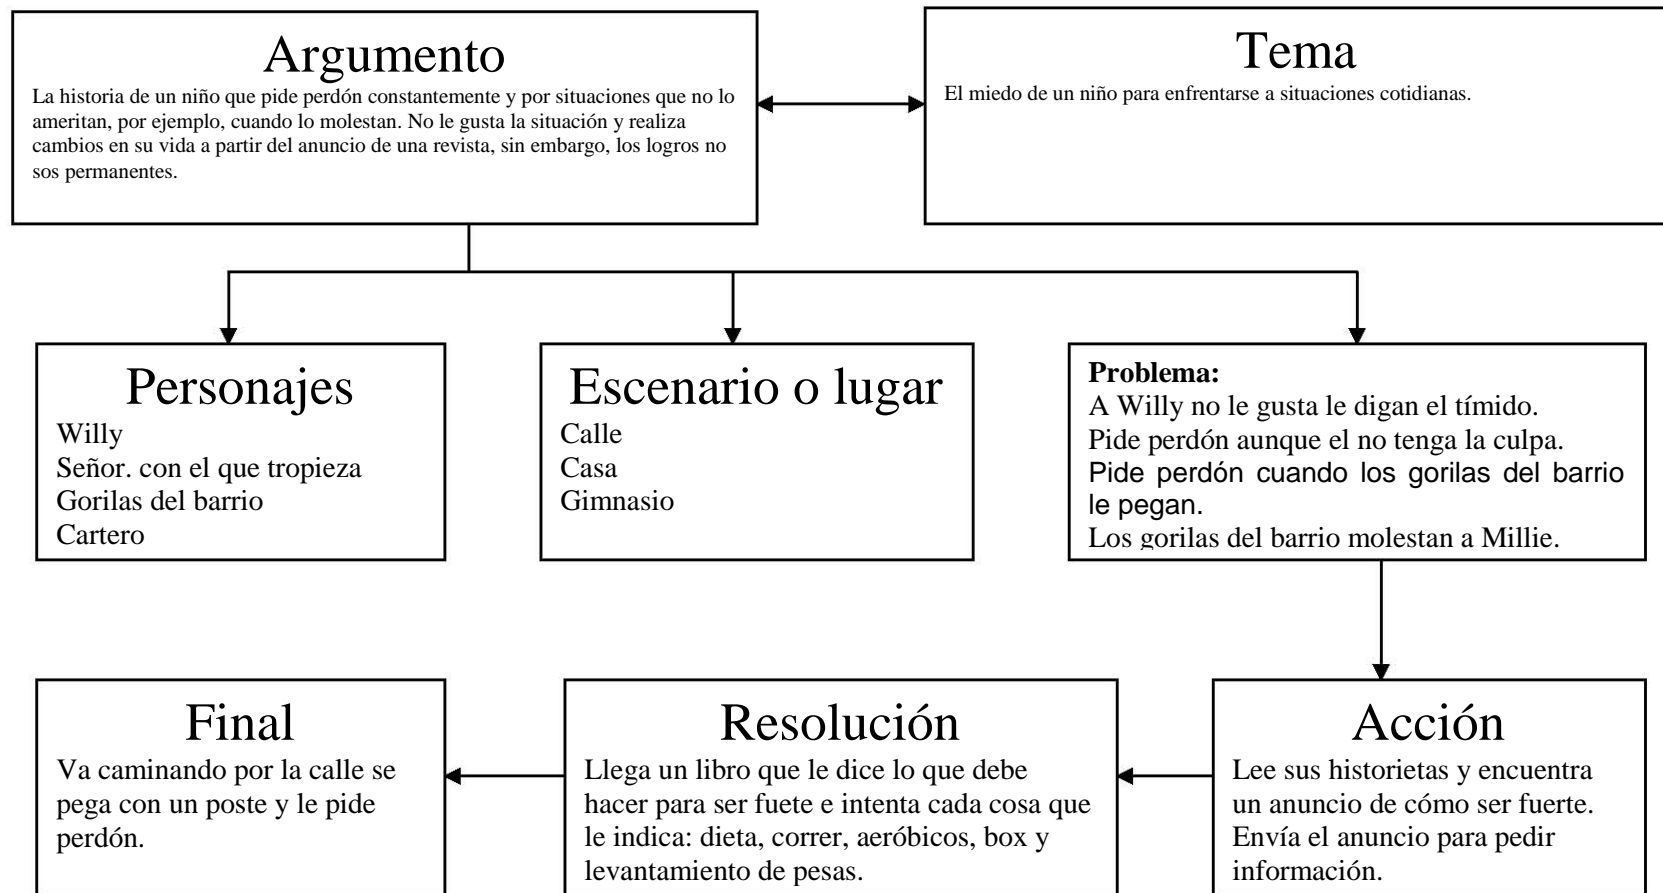 Argumento
La historia de un niño que pide perdón constantemente y por situaciones que no lo
ameritan, por ejemplo, cuando lo molestan. No le gusta la situación y realiza
cambios en su vida a partir del anuncio de una revista, sin embargo, los logros no
sos permanentes.
Tema
El miedo de un niño para enfrentarse a situaciones cotidianas.
Personajes
Willy
Señor. con el que tropieza
Gorilas del barrio
Cartero
Escenario o lugar
Calle
Casa
Gimnasio
Problema:
A Willy no le gusta le digan el tímido.
Pide perdón aunque el no tenga la culpa.
Pide perdón cuando los gorilas del barrio
le pegan.
Los gorilas del barrio molestan a Millie.
Final
Va caminando por la calle se
pega con un poste y le pide
perdón.
Resolución
Llega un libro que le dice lo que debe
hacer para ser fuete e intenta cada cosa que
le indica: dieta, correr, aeróbicos, box y
levantamiento de pesas.
Acción
Lee sus historietas y encuentra
un anuncio de cómo ser fuerte.
Envía el anuncio para pedir
información.